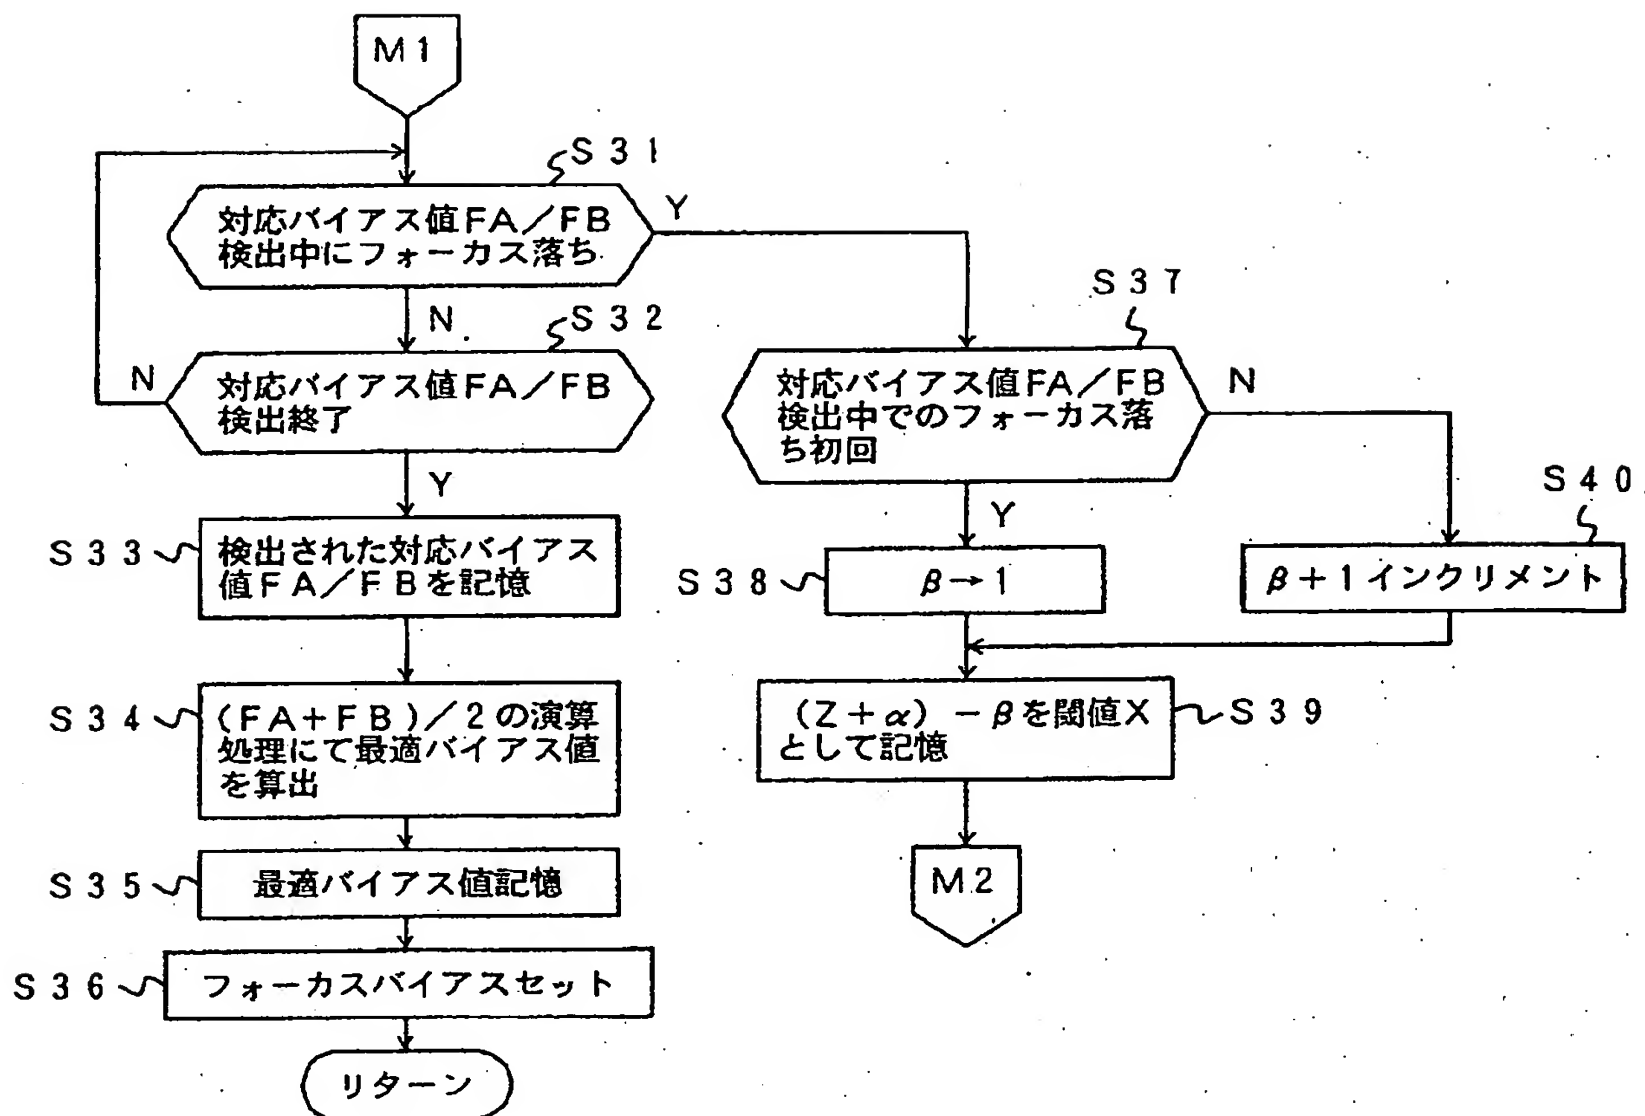 M1
S31
対応バイアス値FA／FB
検出中にフォーカス落ち
Y
N
S32
対応バイアス値FA／FB
検出終了
N
Y
S33
検出された対応バイアス
値FA／FBを記憶
S34
(FA+FB)／2の演算
処理にて最適バイアス値
を算出
S35
最適バイアス値記憶
S36
フォーカスバイアスセット
リターン
S37
対応バイアス値FA／FB
検出中でのフォーカス落
ち初回
N
Y
S38
β→1
S40
β+1インクリメント
(Z+α)-βを閾値X
として記憶
S39
M2